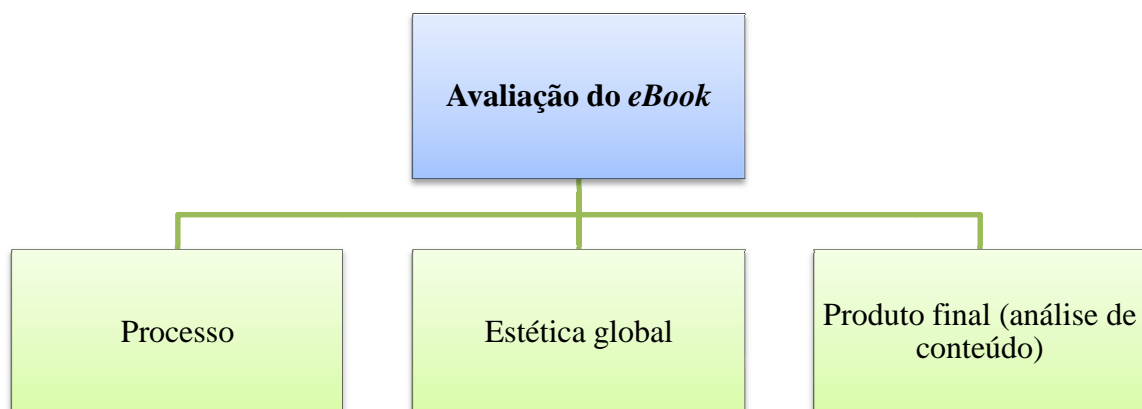 Avaliação do eBook
Processo
Estética global
Produto final (análise de
conteúdo)